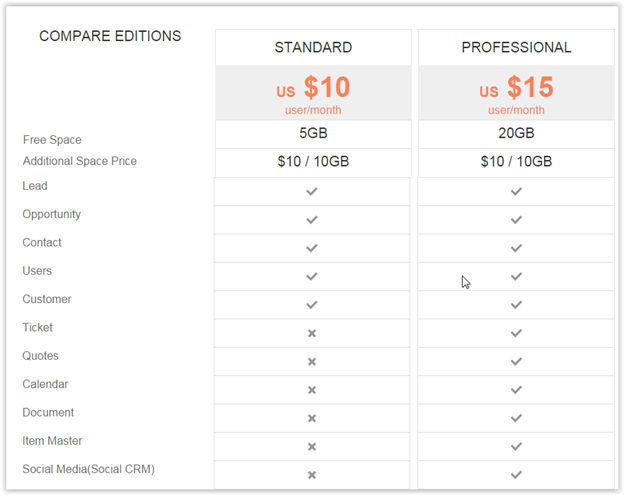 COMPARE EDITIONS
STANDARD
PROFESSIONAL
US $10
user/month
US $15
user/month
Free Space 5GB 20GB
Additional Space Price $10 / 10GB $10 / 10GB
Lead ✔ ✔
Opportunity ✔ ✔
Contact ✔ ✔
Users ✔ ✔
Customer ✔ ✔
Ticket ✖ ✔
Quotes ✖ ✔
Calendar ✖ ✔
Document ✖ ✔
Item Master ✖ ✔
Social Media(Social CRM) ✖ ✔